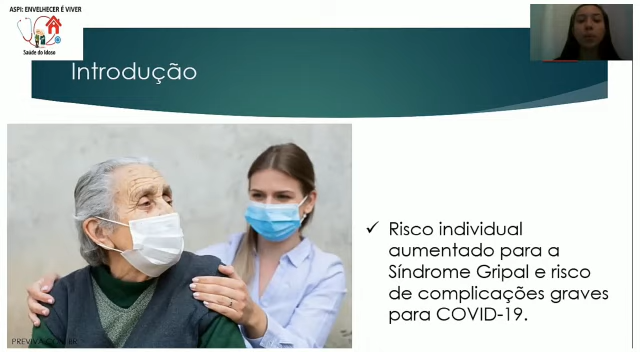 ASPI: ENVELHECER É VIVER
Saúde do Idoso
Introdução
✓ Risco individual
aumentado para a
Síndrome Gripal e risco
de complicações graves
para COVID-19.